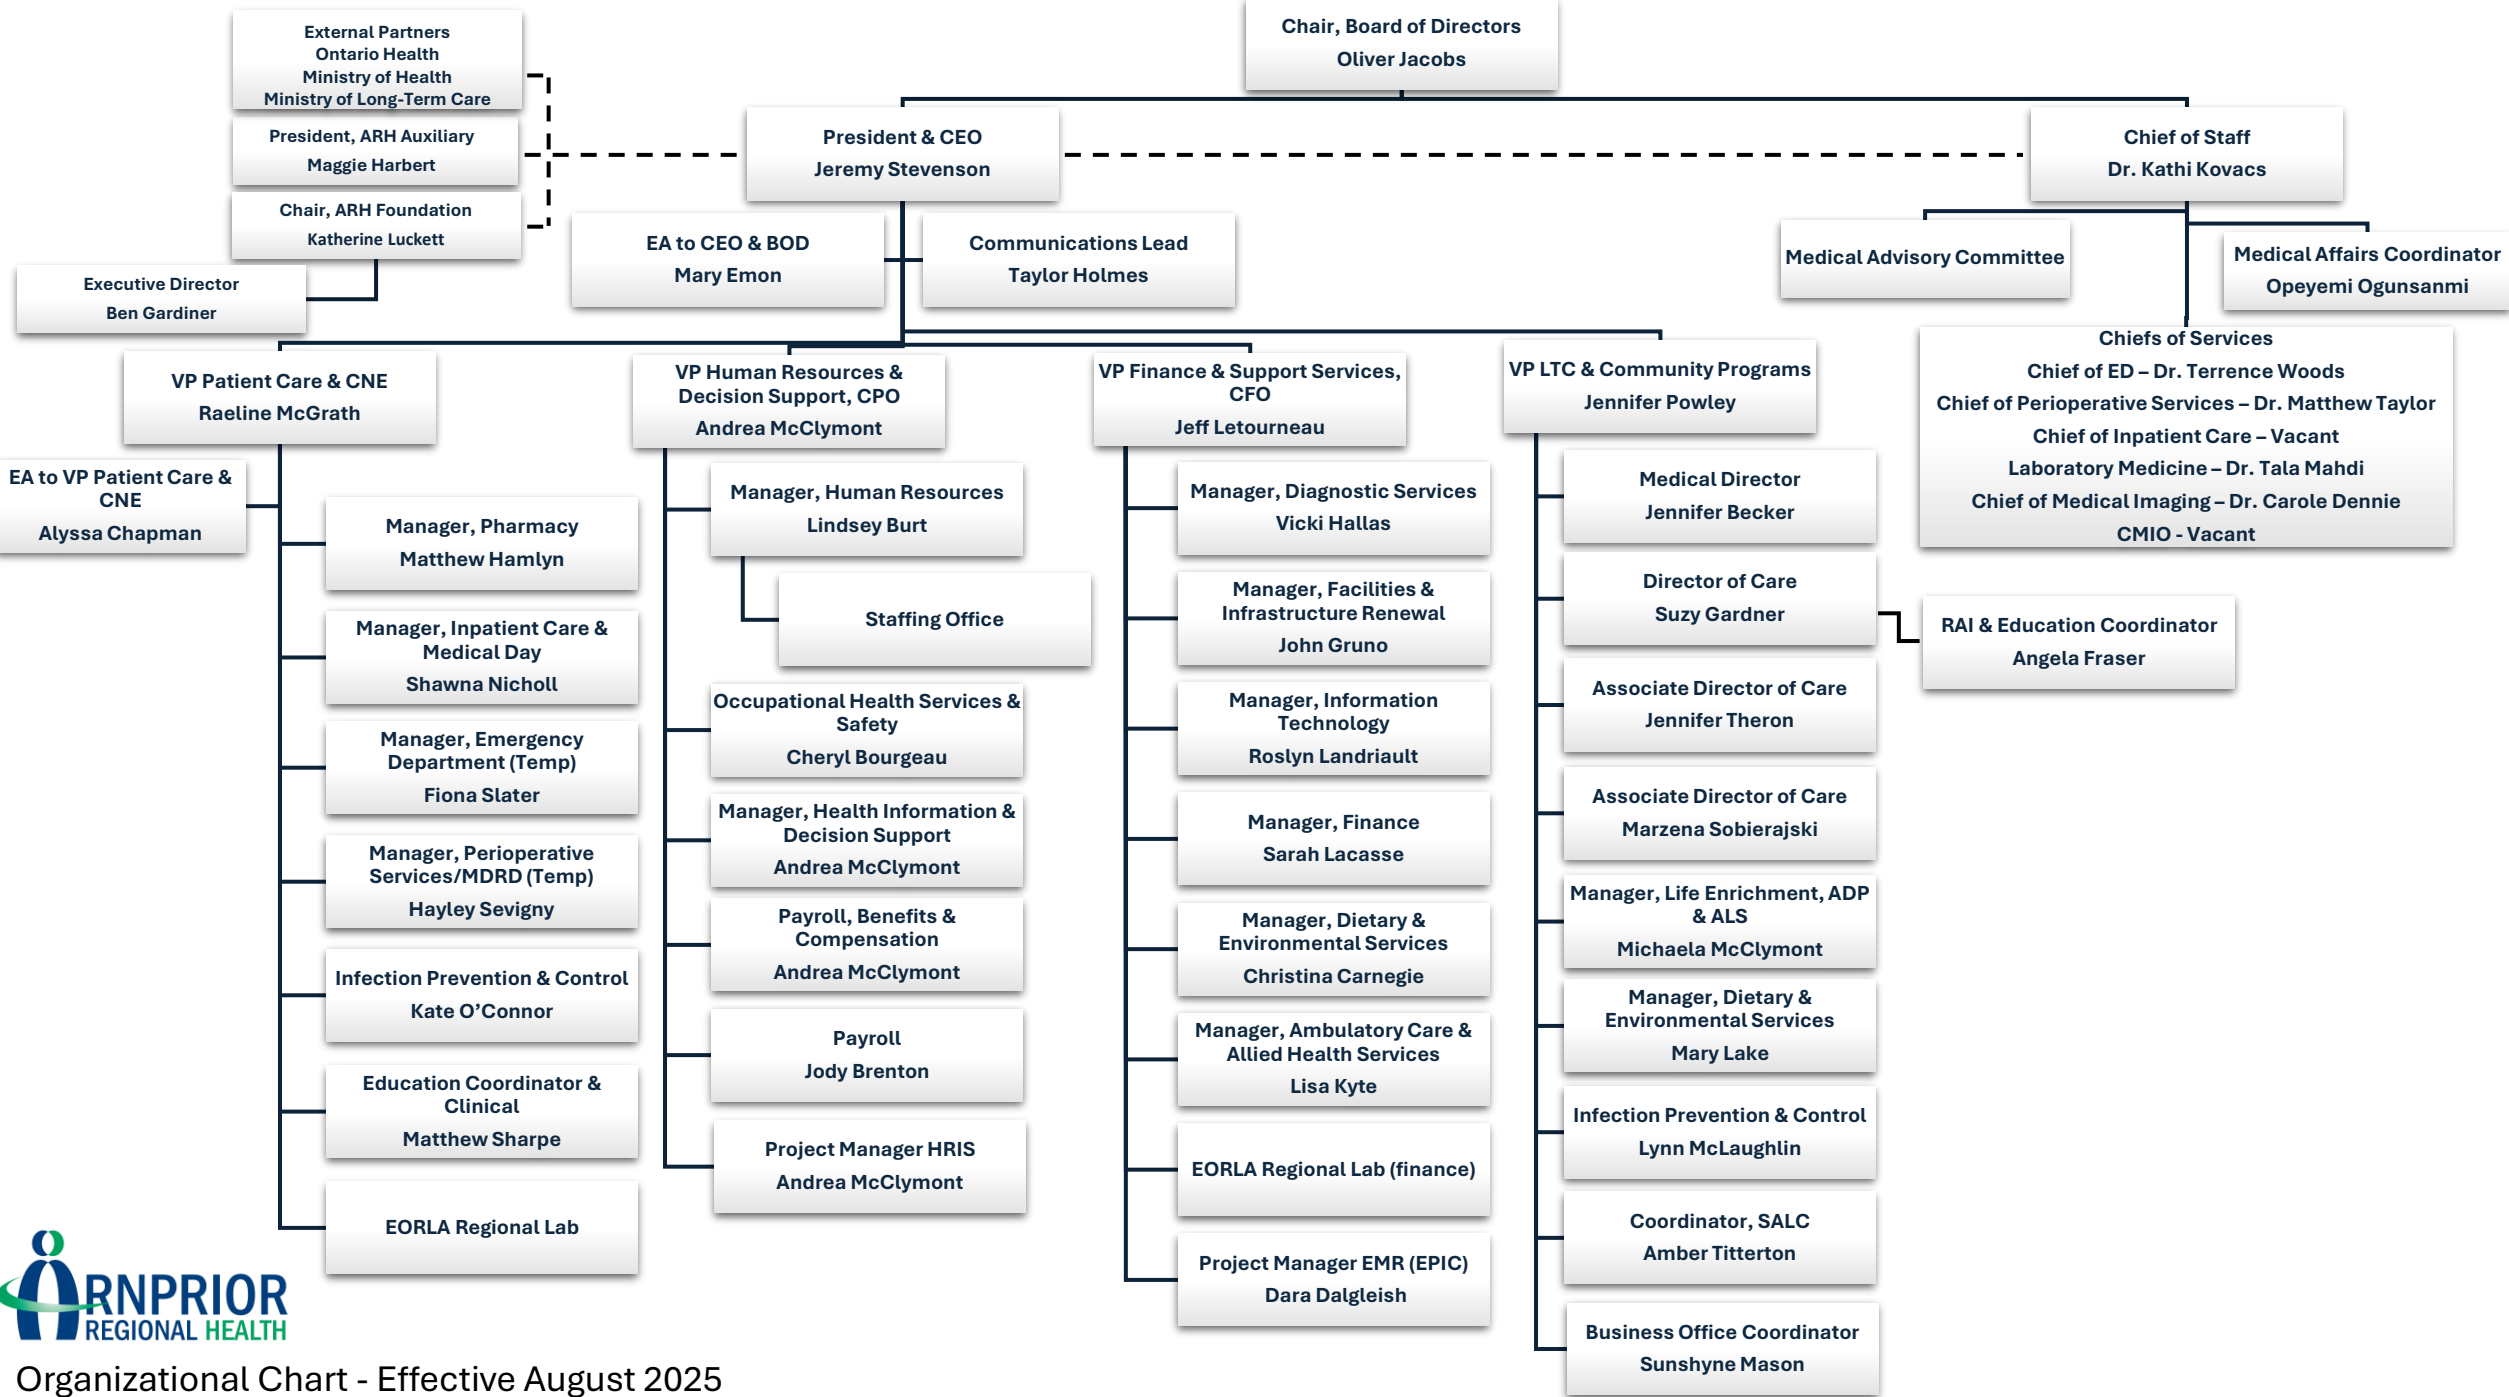 External Partners
Ontario Health
Ministry of Health
Ministry of Long-Term Care
President, ARH Auxiliary
Maggie Harbert
Chair, ARH Foundation
Katherine Luckett
Executive Director
Ben Gardiner
Chair, Board of Directors
Oliver Jacobs
President & CEO
Jeremy Stevenson
Chief of Staff
Dr. Kathi Kovacs
EA to CEO & BOD
Mary Emon
Communications Lead
Taylor Holmes
Medical Advisory Committee
Medical Affairs Coordinator
Opeyemi Ogunsanmi
Chiefs of Services
Chief of ED – Dr. Terrence Woods
Chief of Perioperative Services – Dr. Matthew Taylor
Chief of Inpatient Care – Vacant
Laboratory Medicine – Dr. Tala Mahdi
Chief of Medical Imaging – Dr. Carole Dennie
CMIO - Vacant
VP Patient Care & CNE
Raeline McGrath
EA to VP Patient Care &
CNE
Alyssa Chapman
Manager, Pharmacy
Matthew Hamlyn
Manager, Inpatient Care &
Medical Day
Shawna Nicholl
Manager, Emergency
Department (Temp)
Fiona Slater
Manager, Perioperative
Services/MDRD (Temp)
Hayley Sevigny
Infection Prevention & Control
Kate O’Connor
Education Coordinator &
Clinical
Matthew Sharpe
EORLA Regional Lab
VP Human Resources &
Decision Support, CPO
Andrea McClymont
Manager, Human Resources
Lindsey Burt
Staffing Office
Occupational Health Services &
Safety
Cheryl Bourgeau
Manager, Health Information &
Decision Support
Andrea McClymont
Payroll, Benefits &
Compensation
Andrea McClymont
Payroll
Jody Brenton
Project Manager HRIS
Andrea McClymont
VP Finance & Support Services,
CFO
Jeff Letourneau
Manager, Diagnostic Services
Vicki Hallas
Manager, Facilities &
Infrastructure Renewal
John Gruno
Manager, Information
Technology
Roslyn Landriault
Manager, Finance
Sarah Lacasse
Manager, Dietary &
Environmental Services
Christina Carnegie
Manager, Ambulatory Care &
Allied Health Services
Lisa Kyte
EORLA Regional Lab (finance)
Project Manager EMR (EPIC)
Dara Dalgleish
VP LTC & Community Programs
Jennifer Powley
Medical Director
Jennifer Becker
Director of Care
Suzy Gardner
RAI & Education Coordinator
Angela Fraser
Associate Director of Care
Jennifer Theron
Associate Director of Care
Marzena Sobierajski
Manager, Life Enrichment, ADP
& ALS
Michaela McClymont
Manager, Dietary &
Environmental Services
Mary Lake
Infection Prevention & Control
Lynn McLaughlin
Coordinator, SALC
Amber Titterton
Business Office Coordinator
Sunshyne Mason
ARNPRIOR
REGIONAL HEALTH
Organizational Chart - Effective August 2025